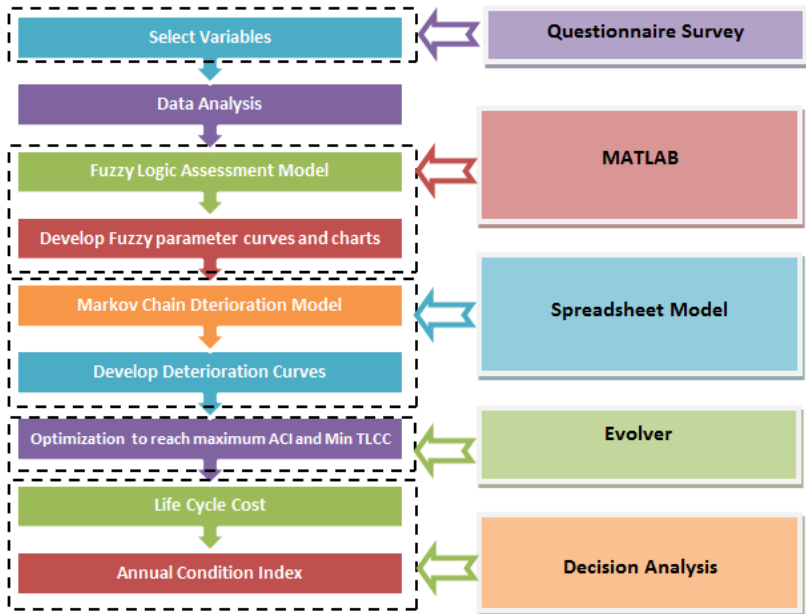 Select Variables
Questionnaire Survey
Data Analysis
Fuzzy Logic Assessment Model
MATLAB
Develop Fuzzy parameter curves and charts
Markov Chain Dterioration Model
Spreadsheet Model
Develop Deterioration Curves
Optimization to reach maximum ACI and Min TLCC
Evolver
Life Cycle Cost
Annual Condition Index
Decision Analysis